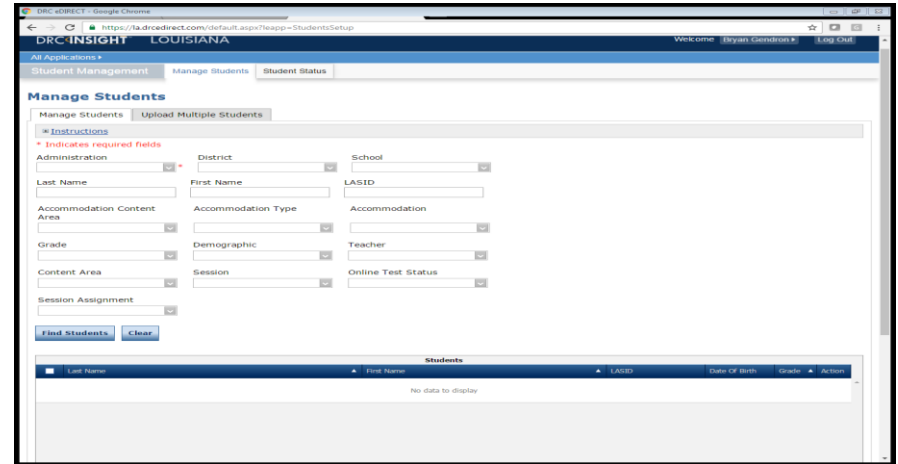 DRC eDIRECT - Google Chrome
https://la.drcedirect.com/default.aspx?leapp=StudentsSetup
DRC INSIGHT LOUISIANA Welcome Bryan Gendron Log Out
All Applications
Student Management Manage Students Student Status
Manage Students
Manage Students Upload Multiple Students
Instructions
* Indicates required fields
Administration District School
*
Last Name First Name LASID
Accommodation Content Area Accommodation Type Accommodation
Grade Demographic Teacher
Content Area Session Online Test Status
Session Assignment
Find Students Clear
Students
Last Name First Name LASID Date Of Birth Grade Action
No data to display